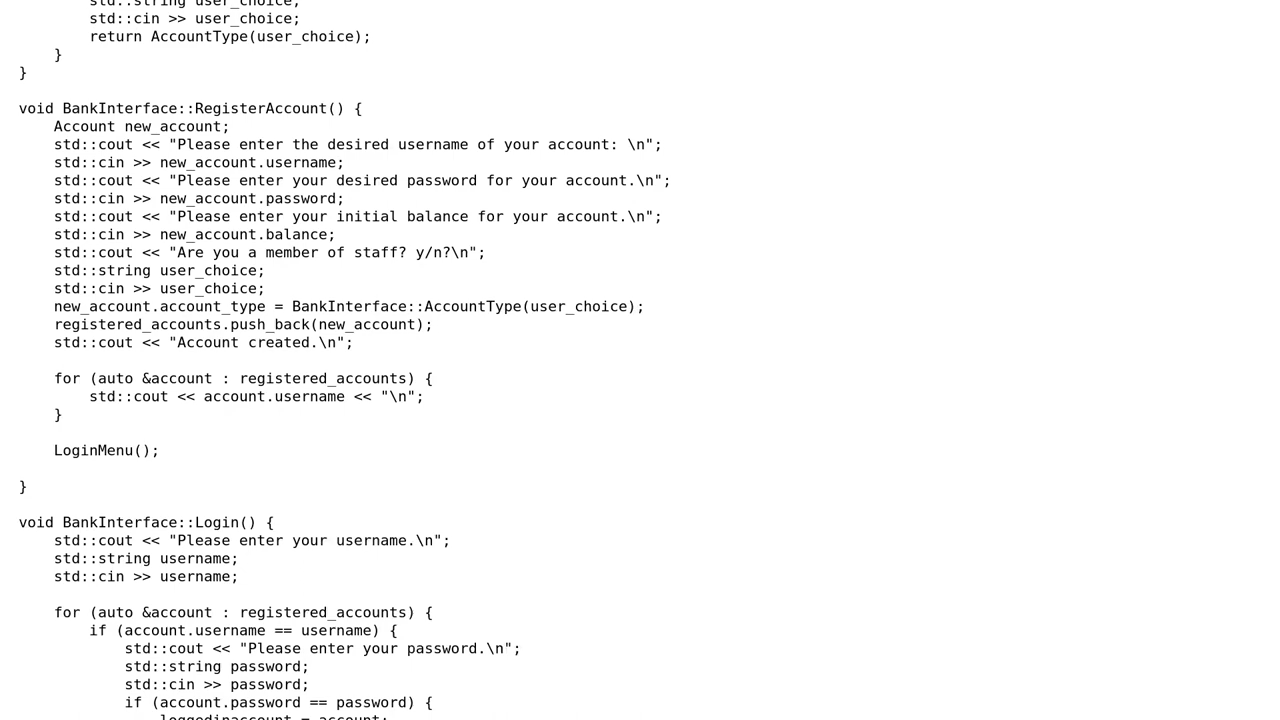 std::string user_choice;
std::cin >> user_choice;
return AccountType(user_choice);
}
}
void BankInterface::RegisterAccount() {
Account new_account;
std::cout << "Please enter the desired username of your account: \n";
std::cin >> new_account.username;
std::cout << "Please enter your desired password for your account.\n";
std::cin >> new_account.password;
std::cout << "Please enter your initial balance for your account.\n";
std::cin >> new_account.balance;
std::cout << "Are you a member of staff? y/n?\n";
std::string user_choice;
std::cin >> user_choice;
new_account.account_type = BankInterface::AccountType(user_choice);
registered_accounts.push_back(new_account);
std::cout << "Account created.\n";
for (auto &account : registered_accounts) {
std::cout << account.username << "\n";
}
LoginMenu();
}
void BankInterface::Login() {
std::cout << "Please enter your username.\n";
std::string username;
std::cin >> username;
for (auto &account : registered_accounts) {
if (account.username == username) {
std::cout << "Please enter your password.\n";
std::string password;
std::cin >> password;
if (account.password == password) {
loggedinaccount = account;